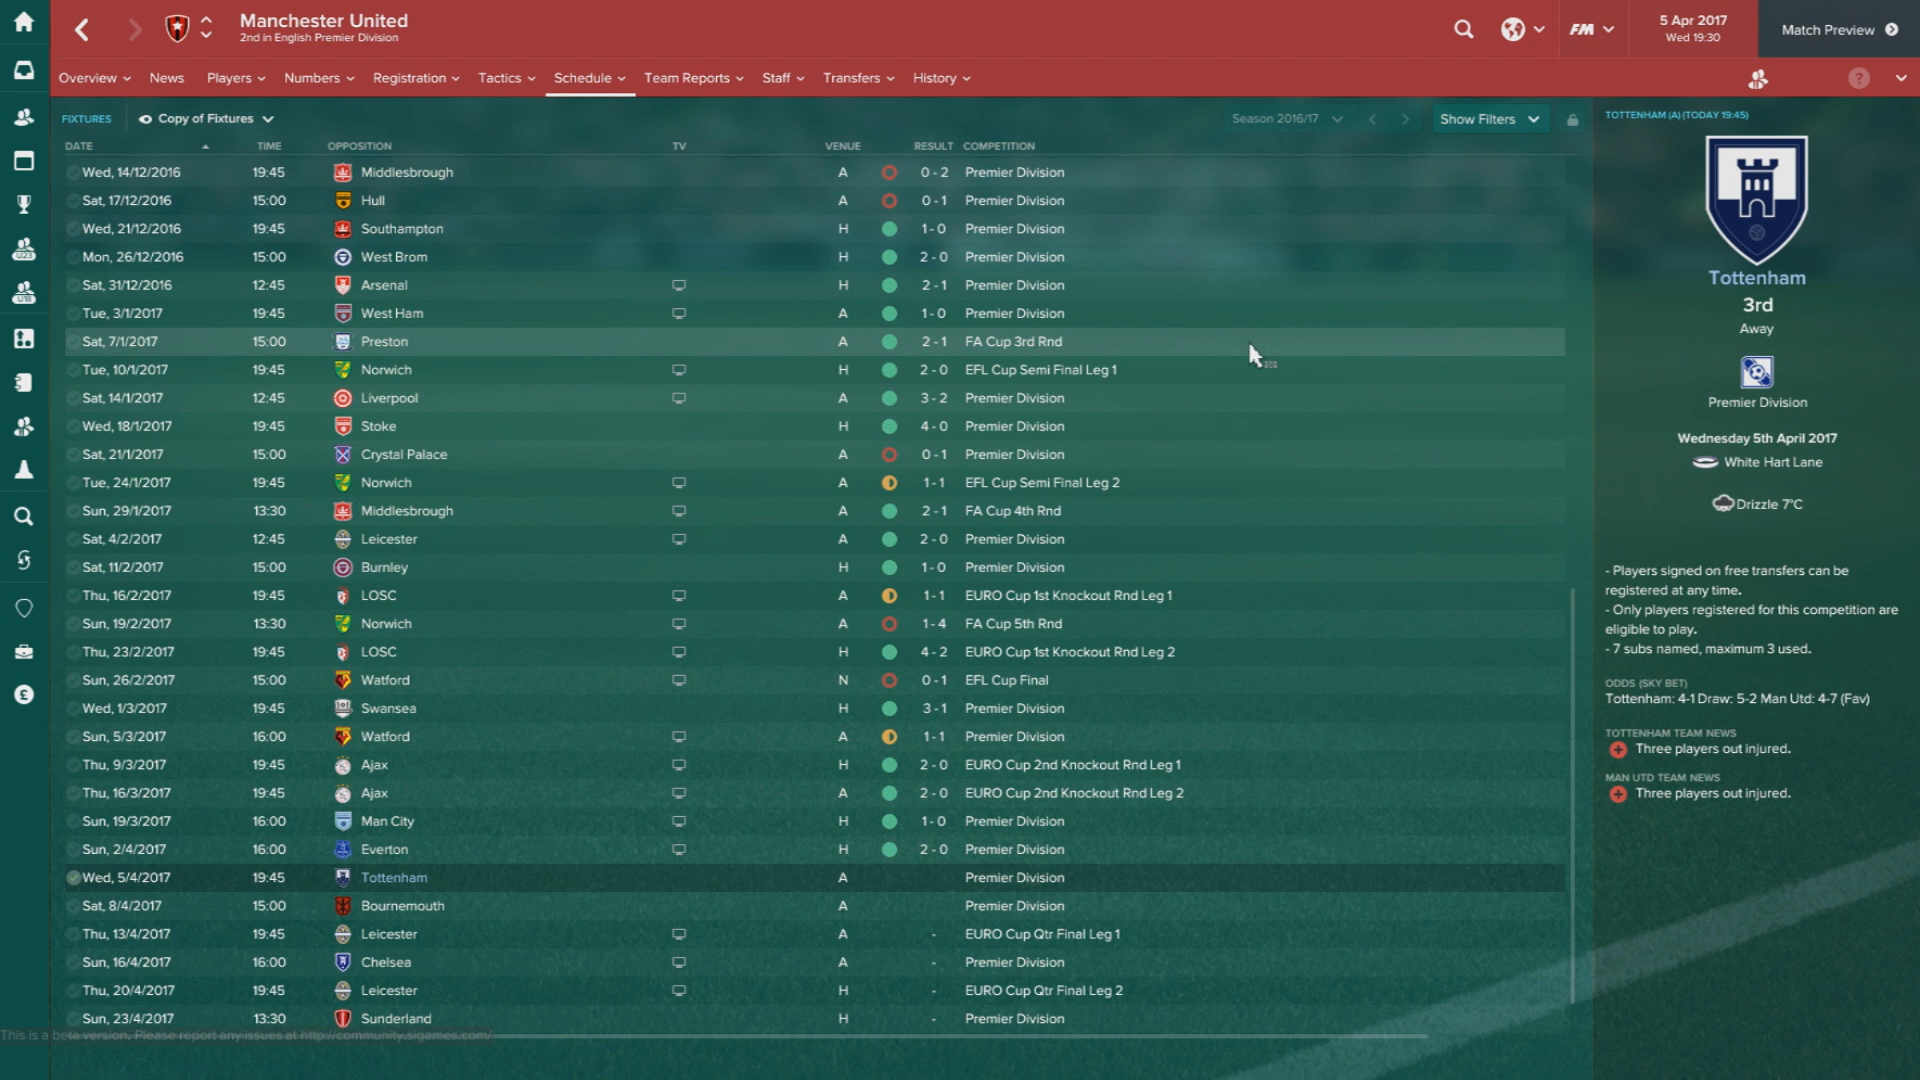 Manchester United
2nd in English Premier Division
FM
5 Apr 2017
Wed 19:30
Match Preview
Overview News Players Numbers Registration Tactics Schedule Team Reports Staff Transfers History
?
FIXTURES Copy of Fixtures Season 2016/17 Show Filters
DATE TIME OPPOSITION TV VENUE RESULT COMPETITION
Wed, 14/12/2016 19:45 Middlesbrough A 0 - 2 Premier Division
Sat, 17/12/2016 15:00 Hull A 0 - 1 Premier Division
Wed, 21/12/2016 19:45 Southampton H 1 - 0 Premier Division
Mon, 26/12/2016 15:00 West Brom H 2 - 0 Premier Division
Sat, 31/12/2016 12:45 Arsenal H 2 - 1 Premier Division
Tue, 3/1/2017 19:45 West Ham A 1 - 0 Premier Division
Sat, 7/1/2017 15:00 Preston A 2 - 1 FA Cup 3rd Rnd
Tue, 10/1/2017 19:45 Norwich H 2 - 0 EFL Cup Semi Final Leg 1
Sat, 14/1/2017 12:45 Liverpool A 3 - 2 Premier Division
Wed, 18/1/2017 19:45 Stoke H 4 - 0 Premier Division
Sat, 21/1/2017 15:00 Crystal Palace A 0 - 1 Premier Division
Tue, 24/1/2017 19:45 Norwich A 1 - 1 EFL Cup Semi Final Leg 2
Sun, 29/1/2017 13:30 Middlesbrough A 2 - 1 FA Cup 4th Rnd
Sat, 4/2/2017 12:45 Leicester A 2 - 0 Premier Division
Sat, 11/2/2017 15:00 Burnley H 1 - 0 Premier Division
Thu, 16/2/2017 19:45 LOSC A 1 - 1 EURO Cup 1st Knockout Rnd Leg 1
Sun, 19/2/2017 13:30 Norwich A 1 - 4 FA Cup 5th Rnd
Thu, 23/2/2017 19:45 LOSC H 4 - 2 EURO Cup 1st Knockout Rnd Leg 2
Sun, 26/2/2017 15:00 Watford N 0 - 1 EFL Cup Final
Wed, 1/3/2017 19:45 Swansea H 3 - 1 Premier Division
Sun, 5/3/2017 16:00 Watford A 1 - 1 Premier Division
Thu, 9/3/2017 19:45 Ajax H 2 - 0 EURO Cup 2nd Knockout Rnd Leg 1
Thu, 16/3/2017 19:45 Ajax A 2 - 0 EURO Cup 2nd Knockout Rnd Leg 2
Sun, 19/3/2017 16:00 Man City H 1 - 0 Premier Division
Sun, 2/4/2017 16:00 Everton H 2 - 0 Premier Division
Wed, 5/4/2017 19:45 Tottenham A Premier Division
Sat, 8/4/2017 15:00 Bournemouth A Premier Division
Thu, 13/4/2017 19:45 Leicester A - EURO Cup Qtr Final Leg 1
Sun, 16/4/2017 16:00 Chelsea A - Premier Division
Thu, 20/4/2017 19:45 Leicester H - EURO Cup Qtr Final Leg 2
Sun, 23/4/2017 13:30 Sunderland H - Premier Division
This is a beta version. Please report any issues at http://community.sigames.com/
U23
U18
£
TOTTENHAM (A) (TODAY 19:45)
Tottenham
3rd
Away
Premier Division
Wednesday 5th April 2017
White Hart Lane
Drizzle 7°C
- Players signed on free transfers can be
registered at any time.
- Only players registered for this competition are
eligible to play.
- 7 subs named, maximum 3 used.
ODDS (SKY BET)
Tottenham: 4-1 Draw: 5-2 Man Utd: 4-7 (Fav)
TOTTENHAM TEAM NEWS
Three players out injured.
MAN UTD TEAM NEWS
Three players out injured.